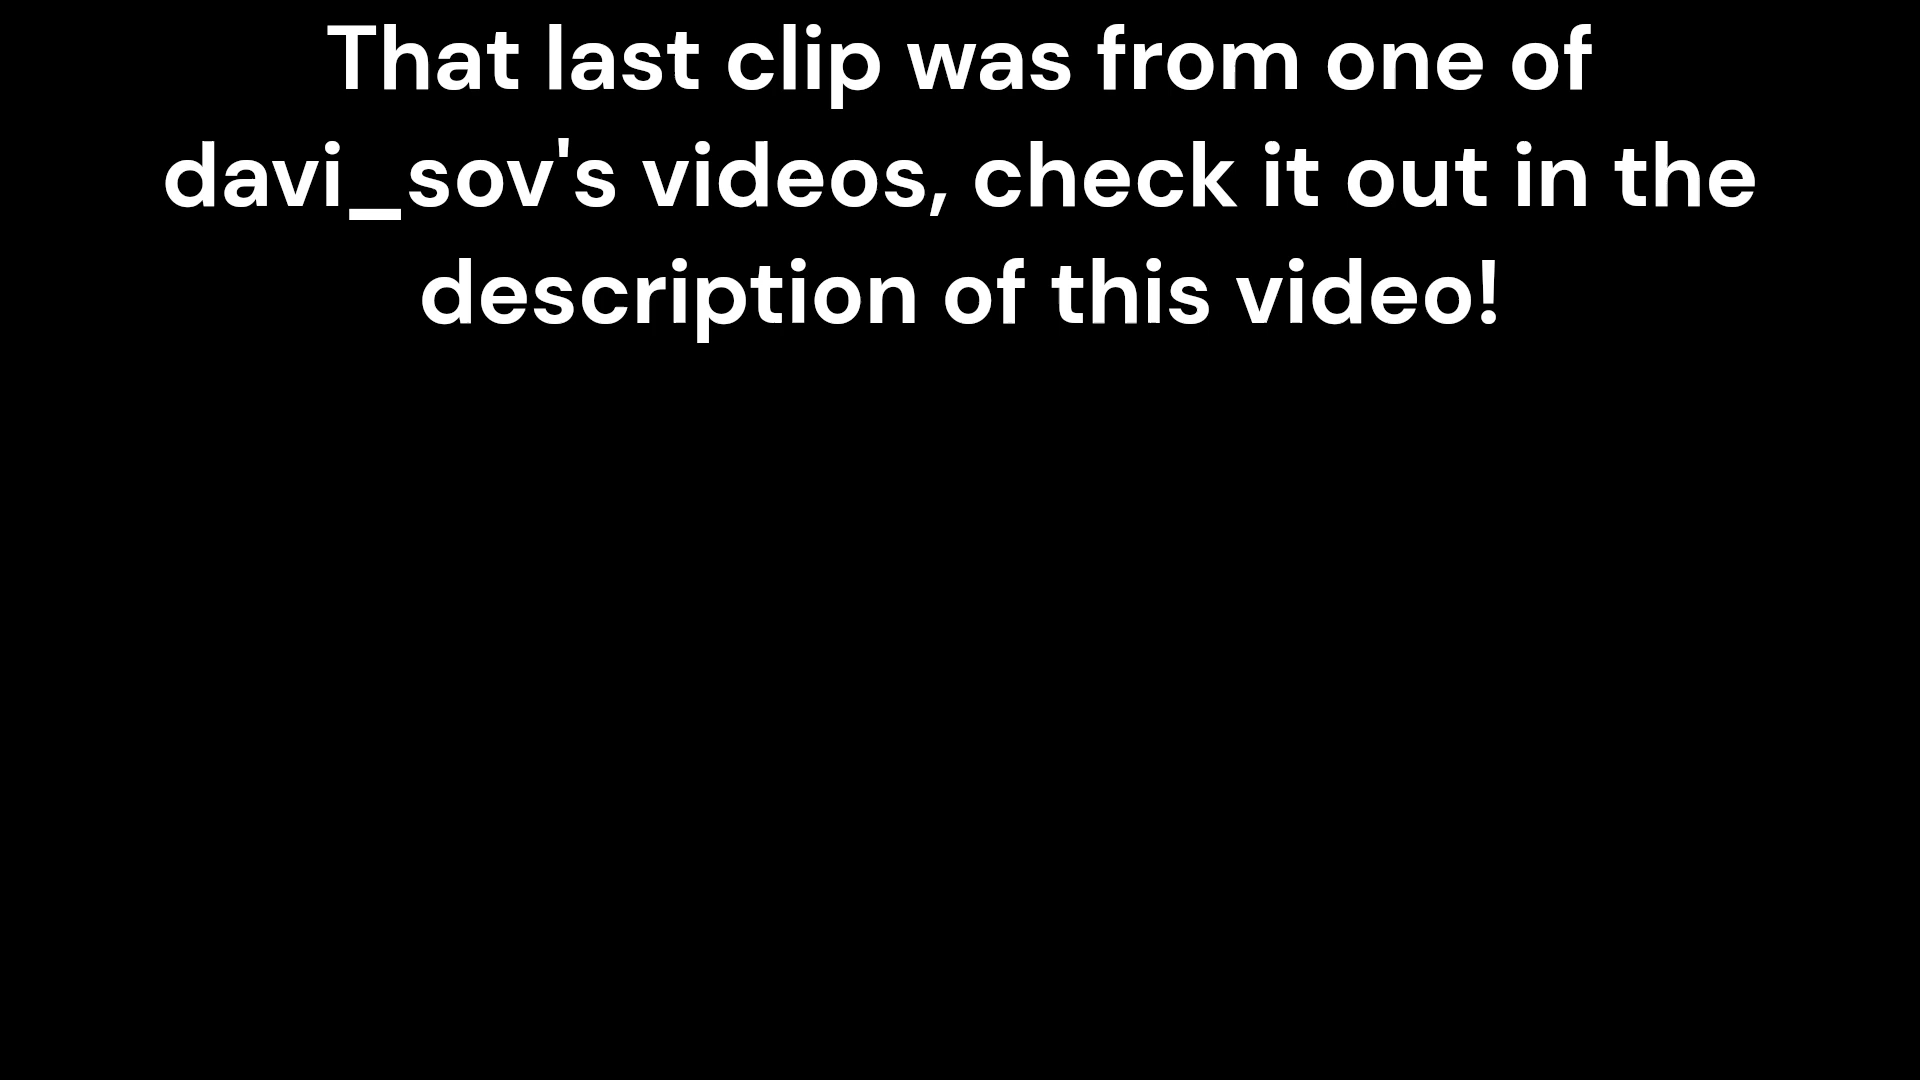 That last clip was from one of
davi_sov's videos, check it out in the
description of this video!